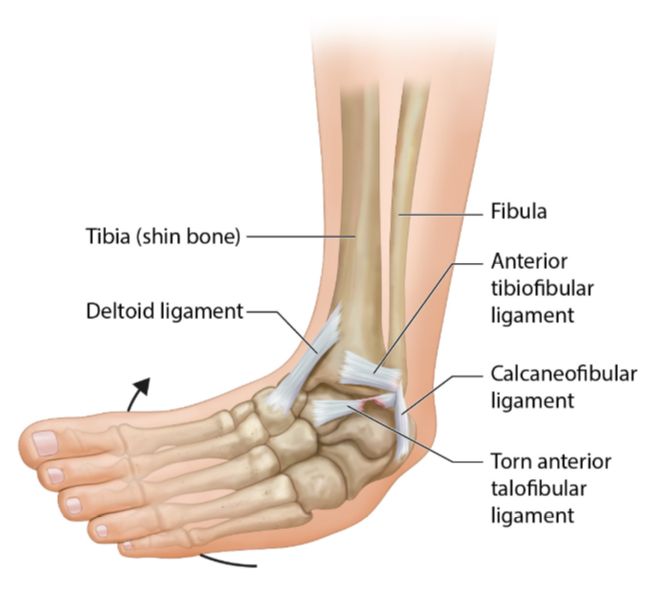 Tibia (shin bone)
Deltoid ligament
Fibula
Anterior
tibiofibular
ligament
Calcaneofibular
ligament
Torn anterior
talofibular
ligament